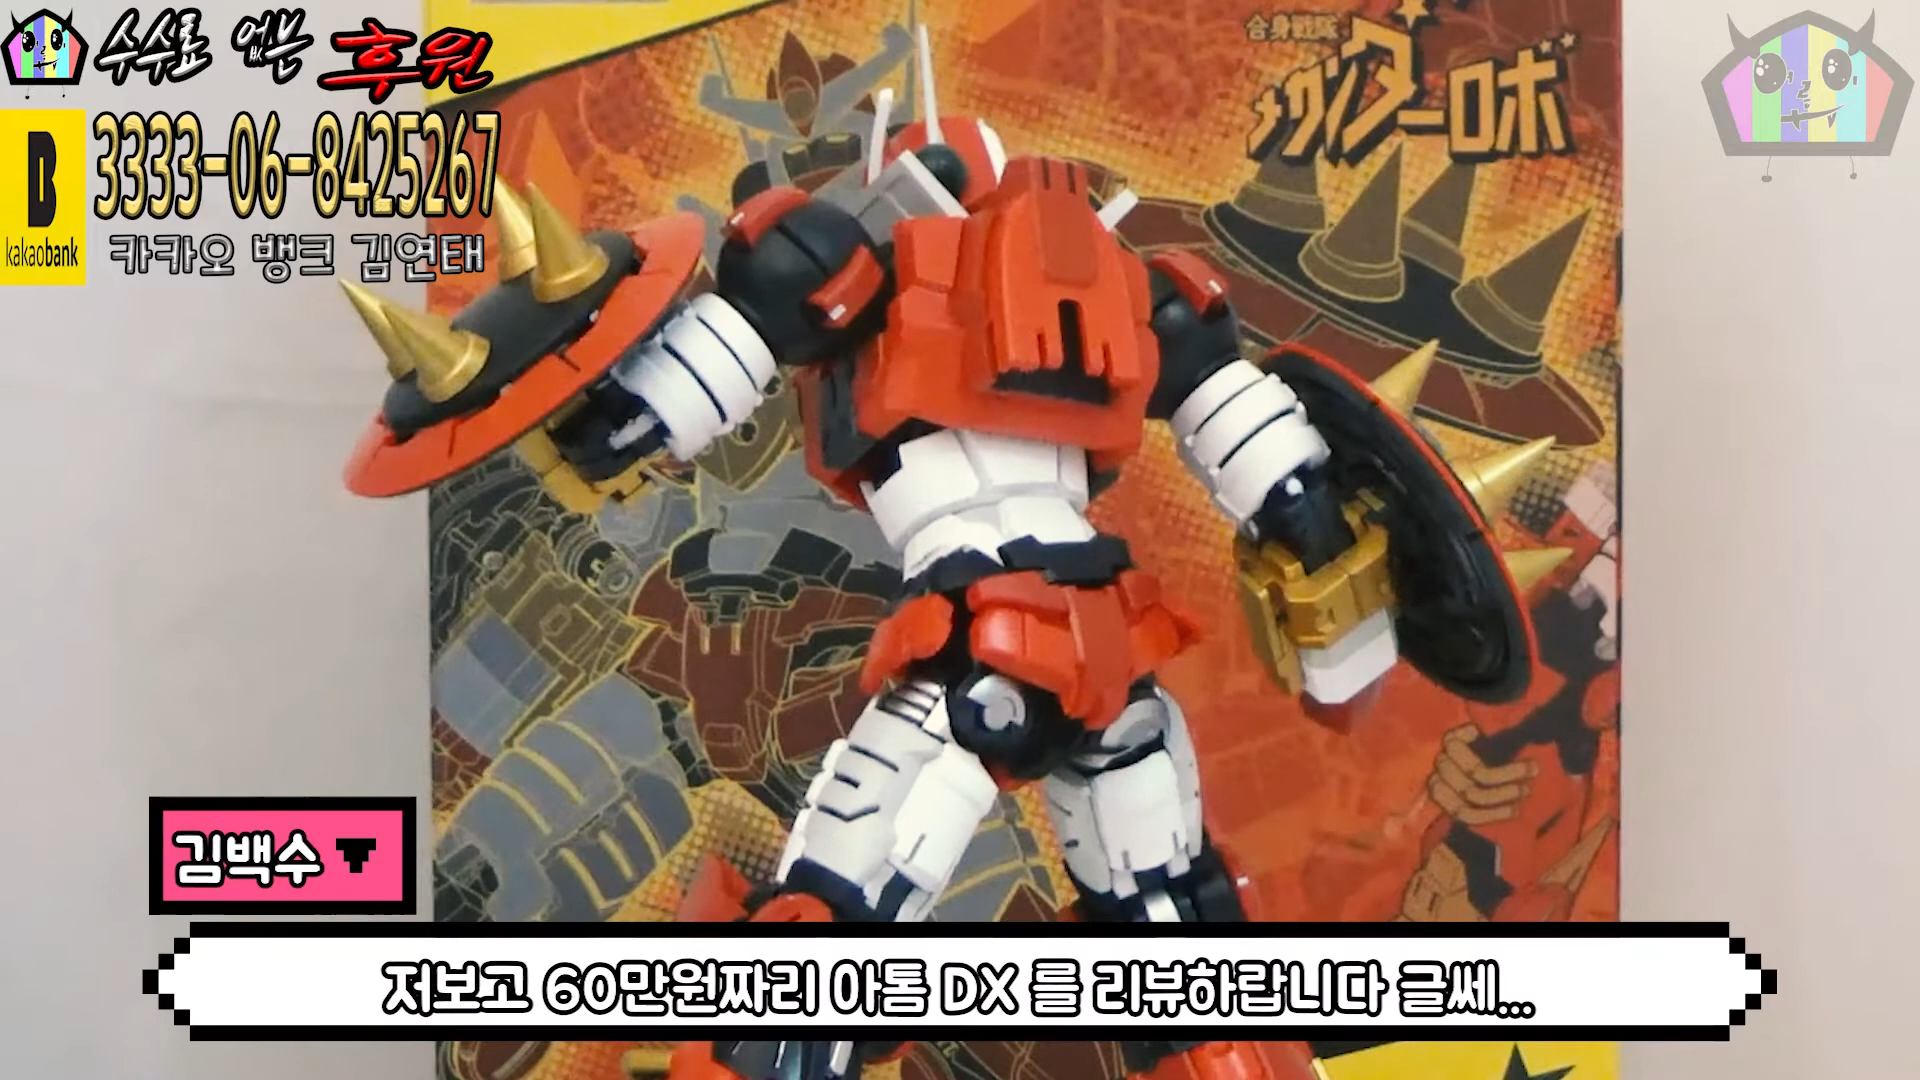 수수료 없는 후원
3333-06-8425267
kakaobank
카카오 뱅크 김연태
合身戦隊
メカンダーロボ
김백수
저보고 60만원짜리 아톰 DX 를 리뷰하랍니다 글쎄...